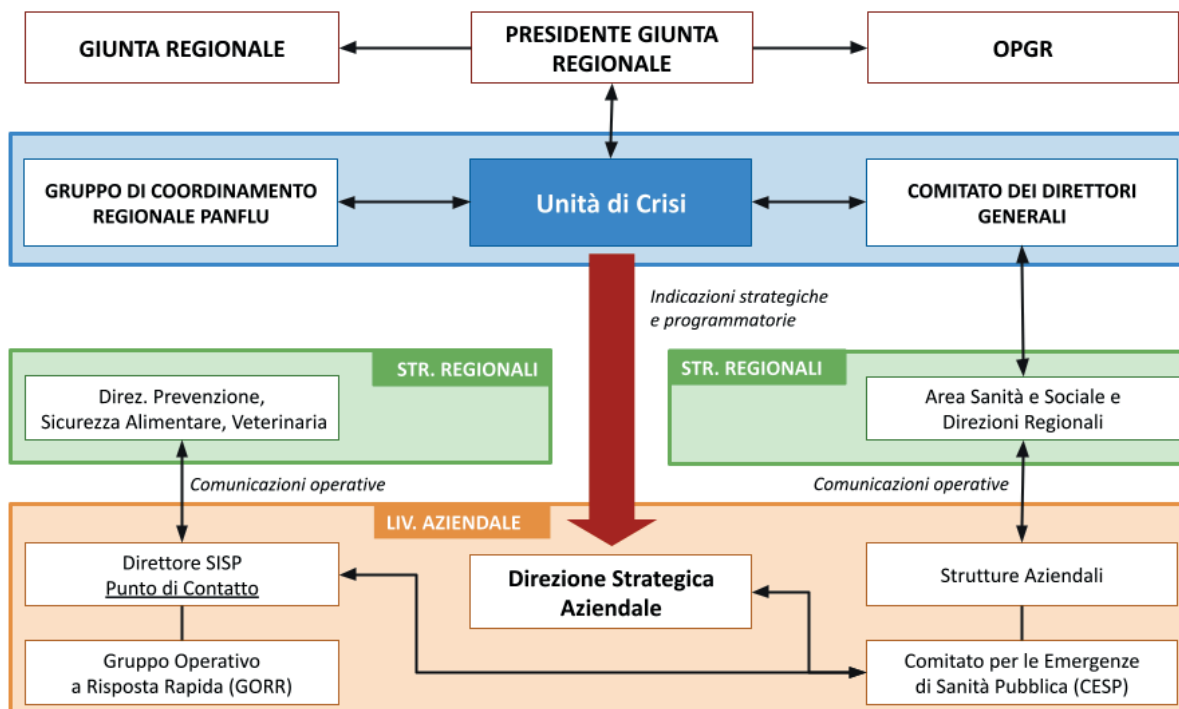 GIUNTA REGIONALE
PRESIDENTE GIUNTA
REGIONALE
OPGR
GRUPPO DI COORDINAMENTO
REGIONALE PANFLU
Unità di Crisi
COMITATO DEI DIRETTORI
GENERALI
Indicazioni strategiche
e programmatorie
STR. REGIONALI
Direz. Prevenzione,
Sicurezza Alimentare, Veterinaria
STR. REGIONALI
Area Sanità e Sociale e
Direzioni Regionali
Comunicazioni operative
Comunicazioni operative
LIV. AZIENDALE
Direttore SISP
Punto di Contatto
Direzione Strategica
Aziendale
Strutture Aziendali
Gruppo Operativo
a Risposta Rapida (GORR)
Comitato per le Emergenze
di Sanità Pubblica (CESP)